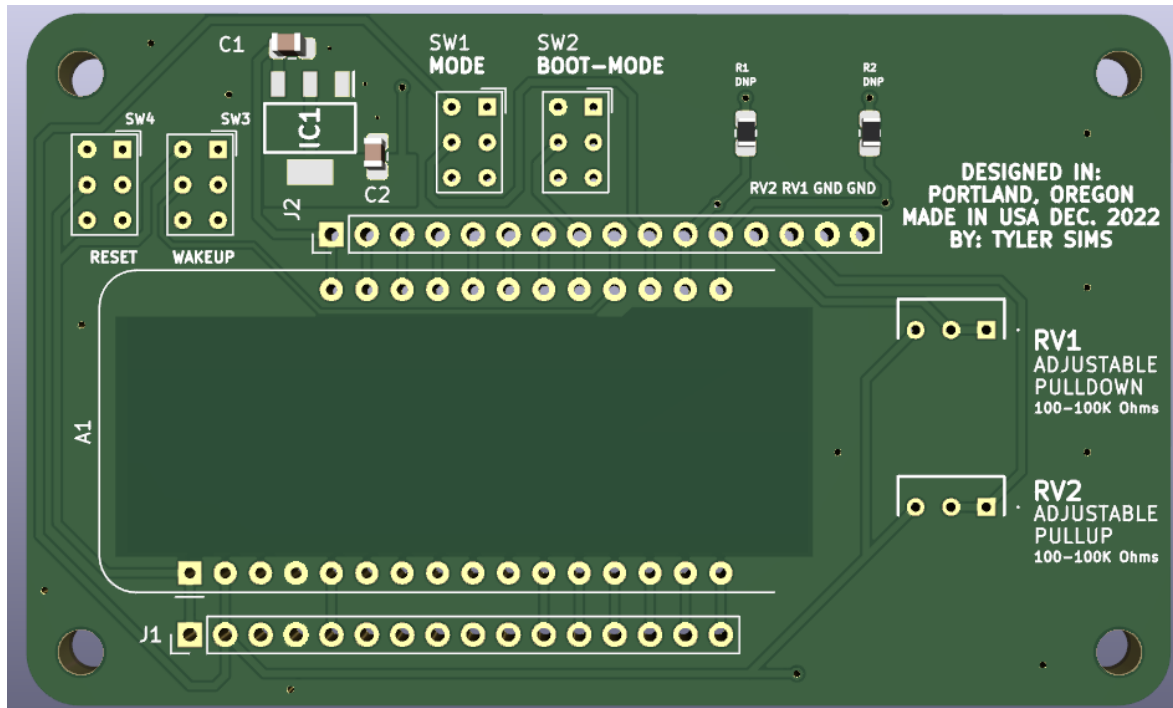 C1
SW1
MODE
SW2
BOOT-MODE
R1
DNP
R2
DNP
SW4
SW3
IC1
C2
J2
RESET
WAKEUP
RV2 RV1 GND GND
DESIGNED IN:
PORTLAND, OREGON
MADE IN USA DEC. 2022
BY: TYLER SIMS
A1
RV1
ADJUSTABLE
PULLDOWN
100-100K Ohms
RV2
ADJUSTABLE
PULLUP
100-100K Ohms
J1